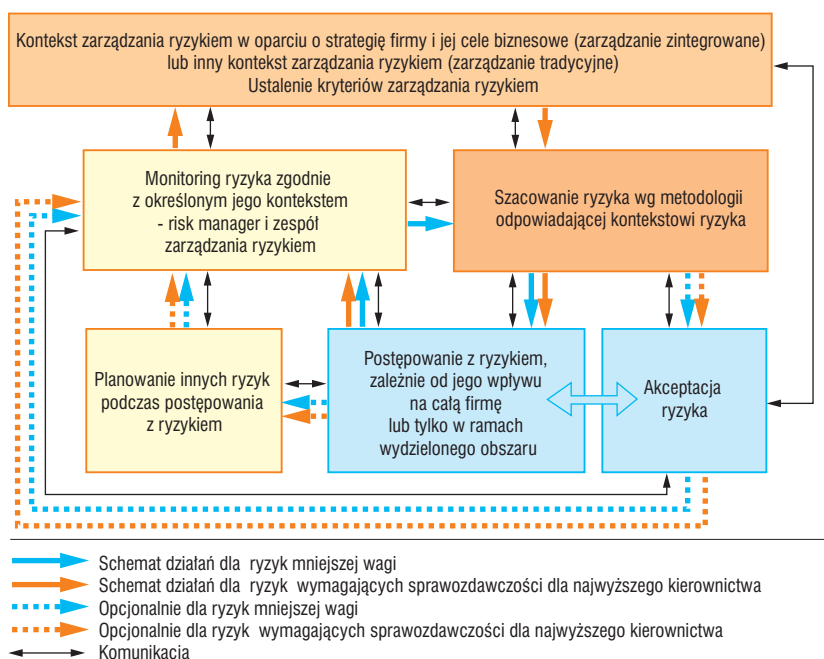 Kontekst zarządzania ryzykiem w oparciu o strategię firmy i jej cele biznesowe (zarządzanie zintegrowane)
lub inny kontekst zarządzania ryzykiem (zarządzanie tradycyjne)
Ustalenie kryteriów zarządzania ryzykiem
Monitoring ryzyka zgodnie
z określonym jego kontekstem
- risk manager i zespół
zarządzania ryzykiem
Szacowanie ryzyka wg metodologii
odpowiadającej kontekstowi ryzyka
Planowanie innych ryzyk
podczas postępowania
z ryzykiem
Postępowanie z ryzykiem,
zależnie od jego wpływu
na całą firmę
lub tylko w ramach
wydzielonego obszaru
Akceptacja
ryzyka
Schemat działań dla ryzyk mniejszej wagi
Schemat działań dla ryzyk wymagających sprawozdawczości dla najwyższego kierownictwa
Opcjonalnie dla ryzyk mniejszej wagi
Opcjonalnie dla ryzyk wymagających sprawozdawczości dla najwyższego kierownictwa
Komunikacja